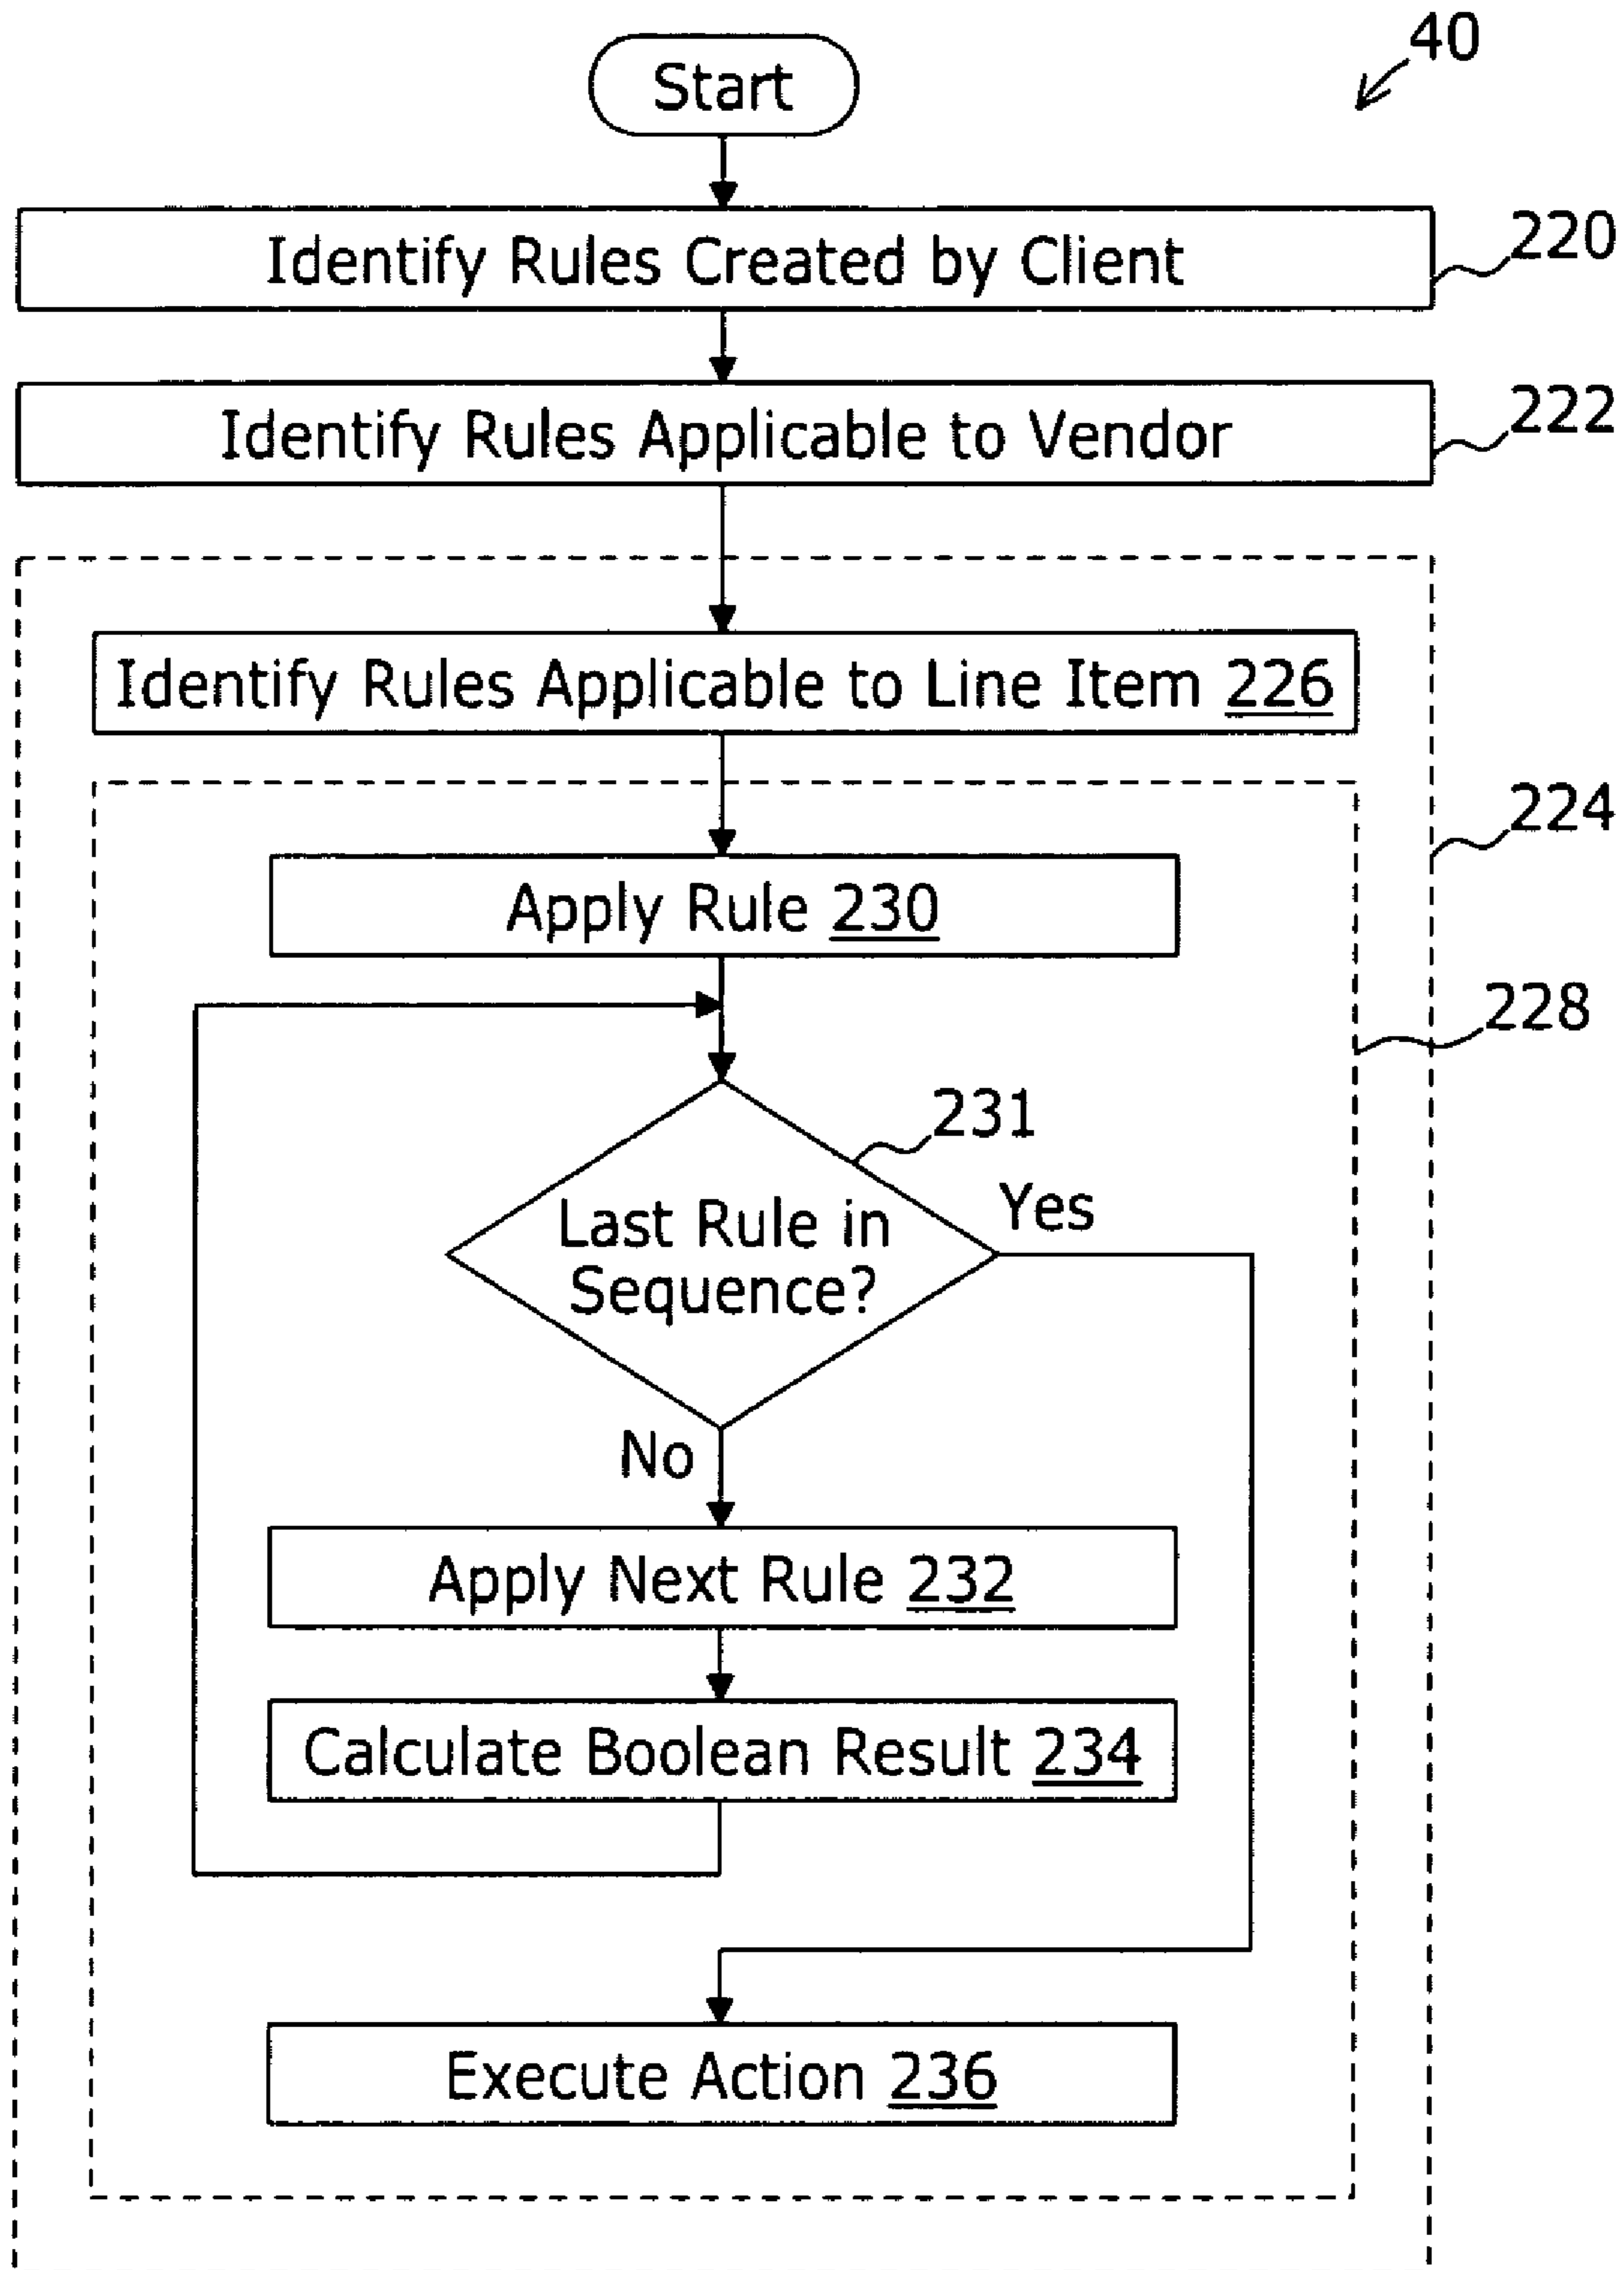 40
Start
Identify Rules Created by Client
220
Identify Rules Applicable to Vendor
222
Identify Rules Applicable to Line Item 226
224
Apply Rule 230
228
231
Yes
Last Rule in
Sequence?
No
Apply Next Rule 232
Calculate Boolean Result 234
Execute Action 236